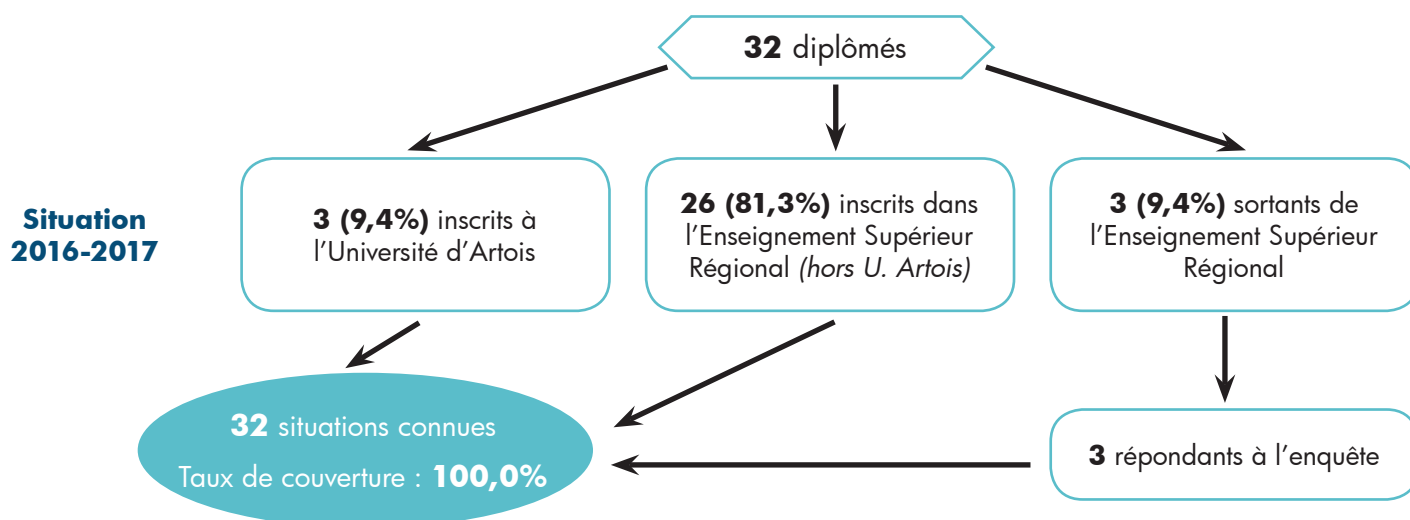 32 diplômés
Situation
2016-2017
3 (9,4%) inscrits à
l'Université d'Artois
26 (81,3%) inscrits dans
l'Enseignement Supérieur
Régional (hors U. Artois)
3 (9,4%) sortants de
l'Enseignement Supérieur
Régional
32 situations connues
Taux de couverture : 100,0%
3 répondants à l'enquête